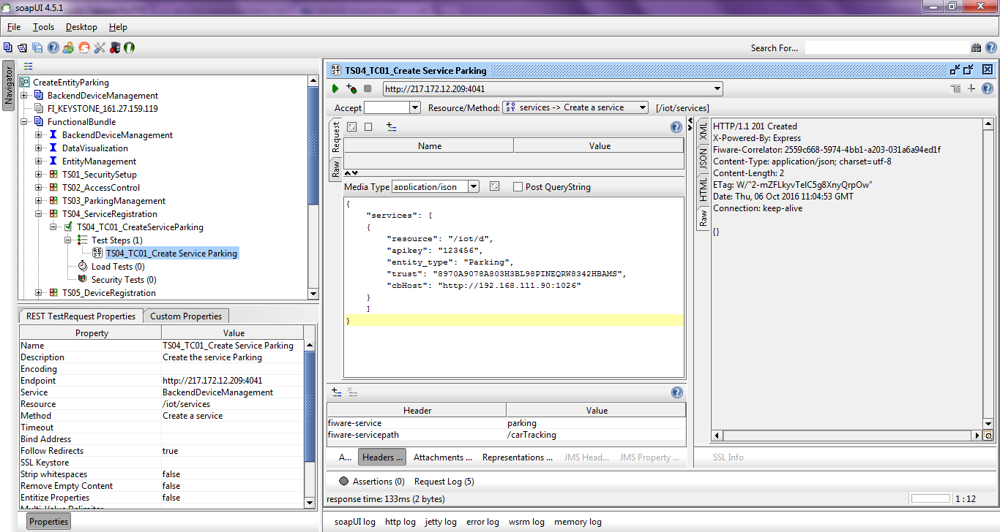 soapUI 4.5.1
File Tools Desktop Help
Search For...
Navigator
CreateEntityParking
BackendDeviceManagement
FI_KEYSTONE_161.27.159.119
FunctionalBundle
BackendDeviceManagement
DataVisualization
EntityManagement
TS01_SecuritySetup
TS02_AccessControl
TS03_ParkingManagement
TS04_ServiceRegistration
TS04_TC01_CreateServiceParking
Test Steps (1)
TS04_TC01_Create Service Parking
Load Tests (0)
Security Tests (0)
TS05_DeviceRegistration
REST TestRequest Properties Custom Properties
Property Value
Name TS04_TC01_Create Service Parking
Description Create the service Parking
Encoding
Endpoint http://217.172.12.209:4041
Service BackendDeviceManagement
Resource /iot/services
Method Create a service
Timeout
Bind Address
Follow Redirects true
SSL Keystore
Strip whitespaces false
Remove Empty Content false
Entitize Properties false
Multi-Value Delimiter
Properties
TS04_TC01_Create Service Parking
http://217.172.12.209:4041
Accept Resource/Method: POST services -> Create a service [/iot/services]
Request
Raw
Name Value
Media Type application/json Post QueryString
{
"services": [
{
"resource": "/iot/d",
"apikey": "123456",
"entity_type": "Parking",
"trust": "8970A9078A803H3BL98PINEQRW8342HBAMS",
"cbHost": "http://192.168.111.90:1026"
}
]
}
Header Value
fiware-service parking
fiware-servicepath /carTracking
A... Headers ... Attachments ... Representations ... JMS Head... JMS Property ...
XML
JSON
HTML
Raw
HTTP/1.1 201 Created
X-Powered-By: Express
Fiware-Correlator: 2559c668-5974-4bb1-a203-031a6a94ed1f
Content-Type: application/json; charset=utf-8
Content-Length: 2
ETag: W/"2-mZFLkyvTelC5g8XnyQrpOw"
Date: Thu, 06 Oct 2016 11:04:53 GMT
Connection: keep-alive
{}
SSL Info
Assertions (0) Request Log (5)
response time: 133ms (2 bytes) 1 : 12
soapUI log http log jetty log error log wsrm log memory log